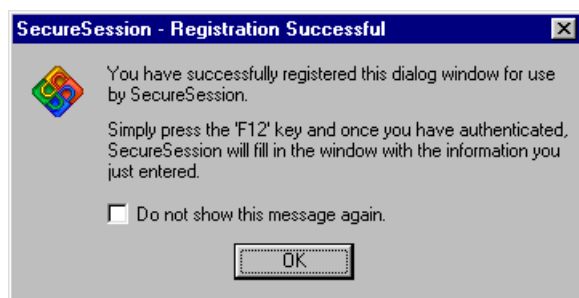 SecureSession - Registration Successful
You have successfully registered this dialog window for use
by SecureSession.
Simply press the 'F12' key and once you have authenticated,
SecureSession will fill in the window with the information you
just entered.
Do not show this message again.
OK